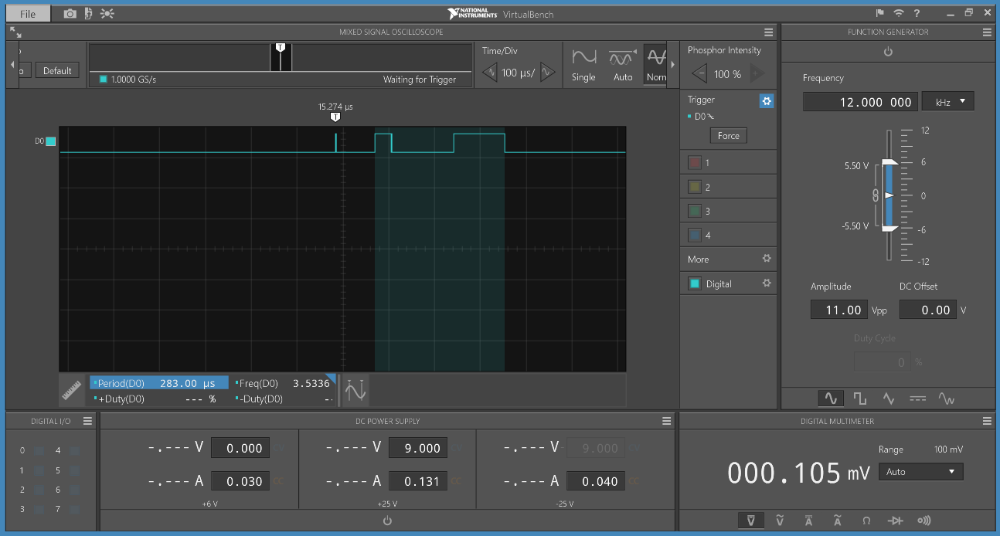 File
NATIONAL INSTRUMENTS VirtualBench
?
MIXED SIGNAL OSCILLOSCOPE
Default
T
1.0000 GS/s
Waiting for Trigger
Time/Div
100 µs/
Single
Auto
Norn
Phosphor Intensity
100 %
Trigger
D0
Force
1
2
3
4
More
Digital
15.274 µs
T
D0
Period(D0) 283.00 µs
Freq(D0) 3.5336
+Duty(D0) --- %
-Duty(D0) -·
FUNCTION GENERATOR
Frequency
12.000 000
kHz
12
6
0
-6
-12
5.50 V
-5.50 V
Amplitude
DC Offset
11.00 Vpp
0.00 V
Duty Cycle
0 %
DIGITAL I/O
0 4
1 5
2 6
3 7
DC POWER SUPPLY
-.--- V 0.000 CV
-.--- A 0.030 CC
+6 V
-.--- V 9.000 CV
-.--- A 0.131 CC
+25 V
-.--- V 9.000 CV
-.--- A 0.040 CC
-25 V
DIGITAL MULTIMETER
Range 100 mV
000.105 mV
Auto
V
V
A
A
Ω